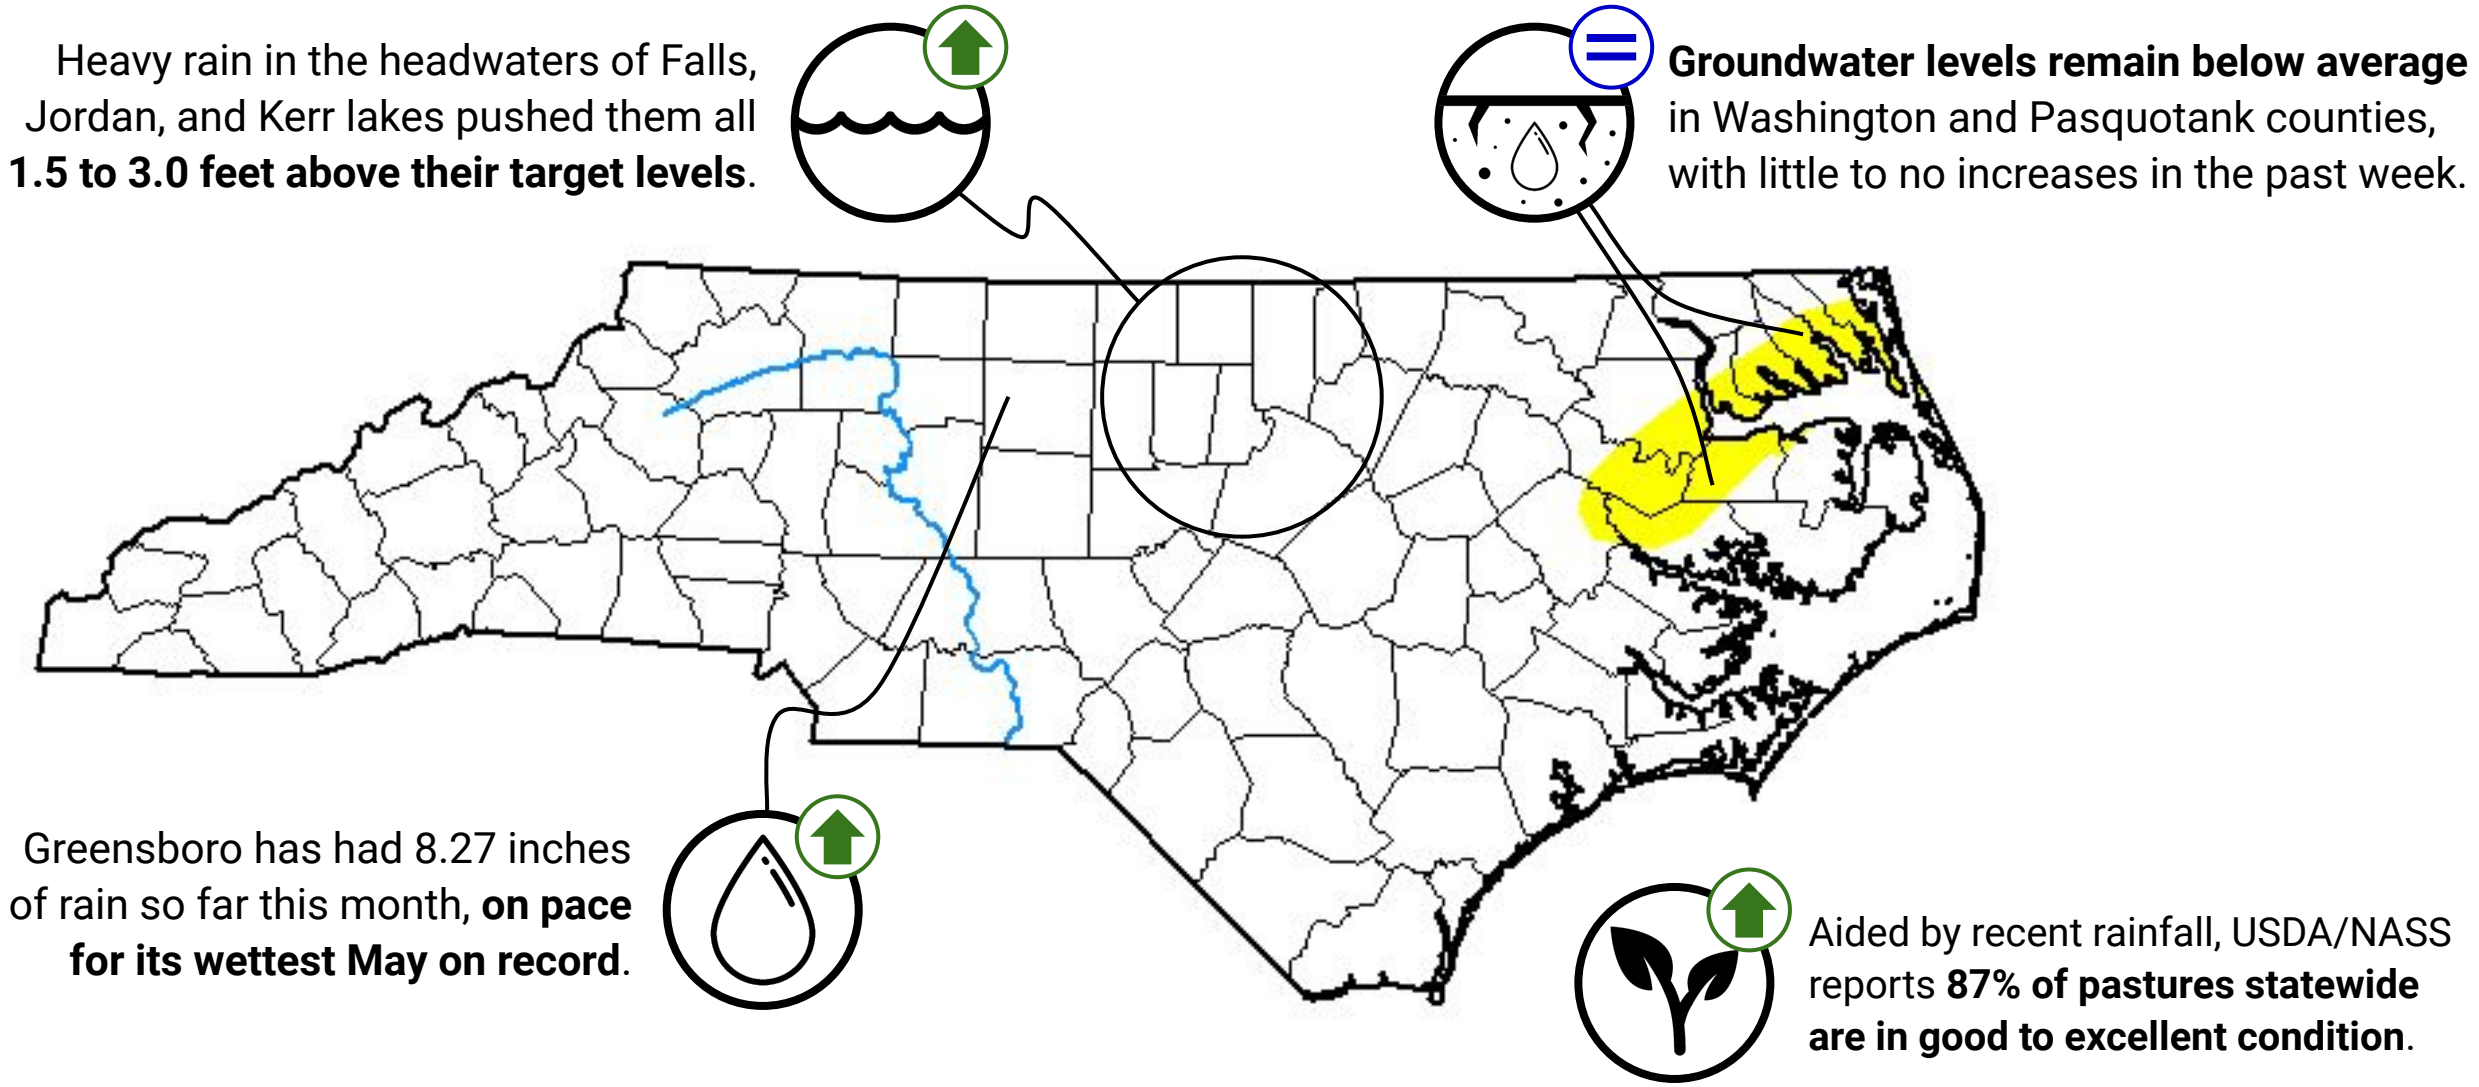 Heavy rain in the headwaters of Falls,
Jordan, and Kerr lakes pushed them all
1.5 to 3.0 feet above their target levels.
Groundwater levels remain below average
in Washington and Pasquotank counties,
with little to no increases in the past week.
Greensboro has had 8.27 inches
of rain so far this month, on pace
for its wettest May on record.
Aided by recent rainfall, USDA/NASS
reports 87% of pastures statewide
are in good to excellent condition.